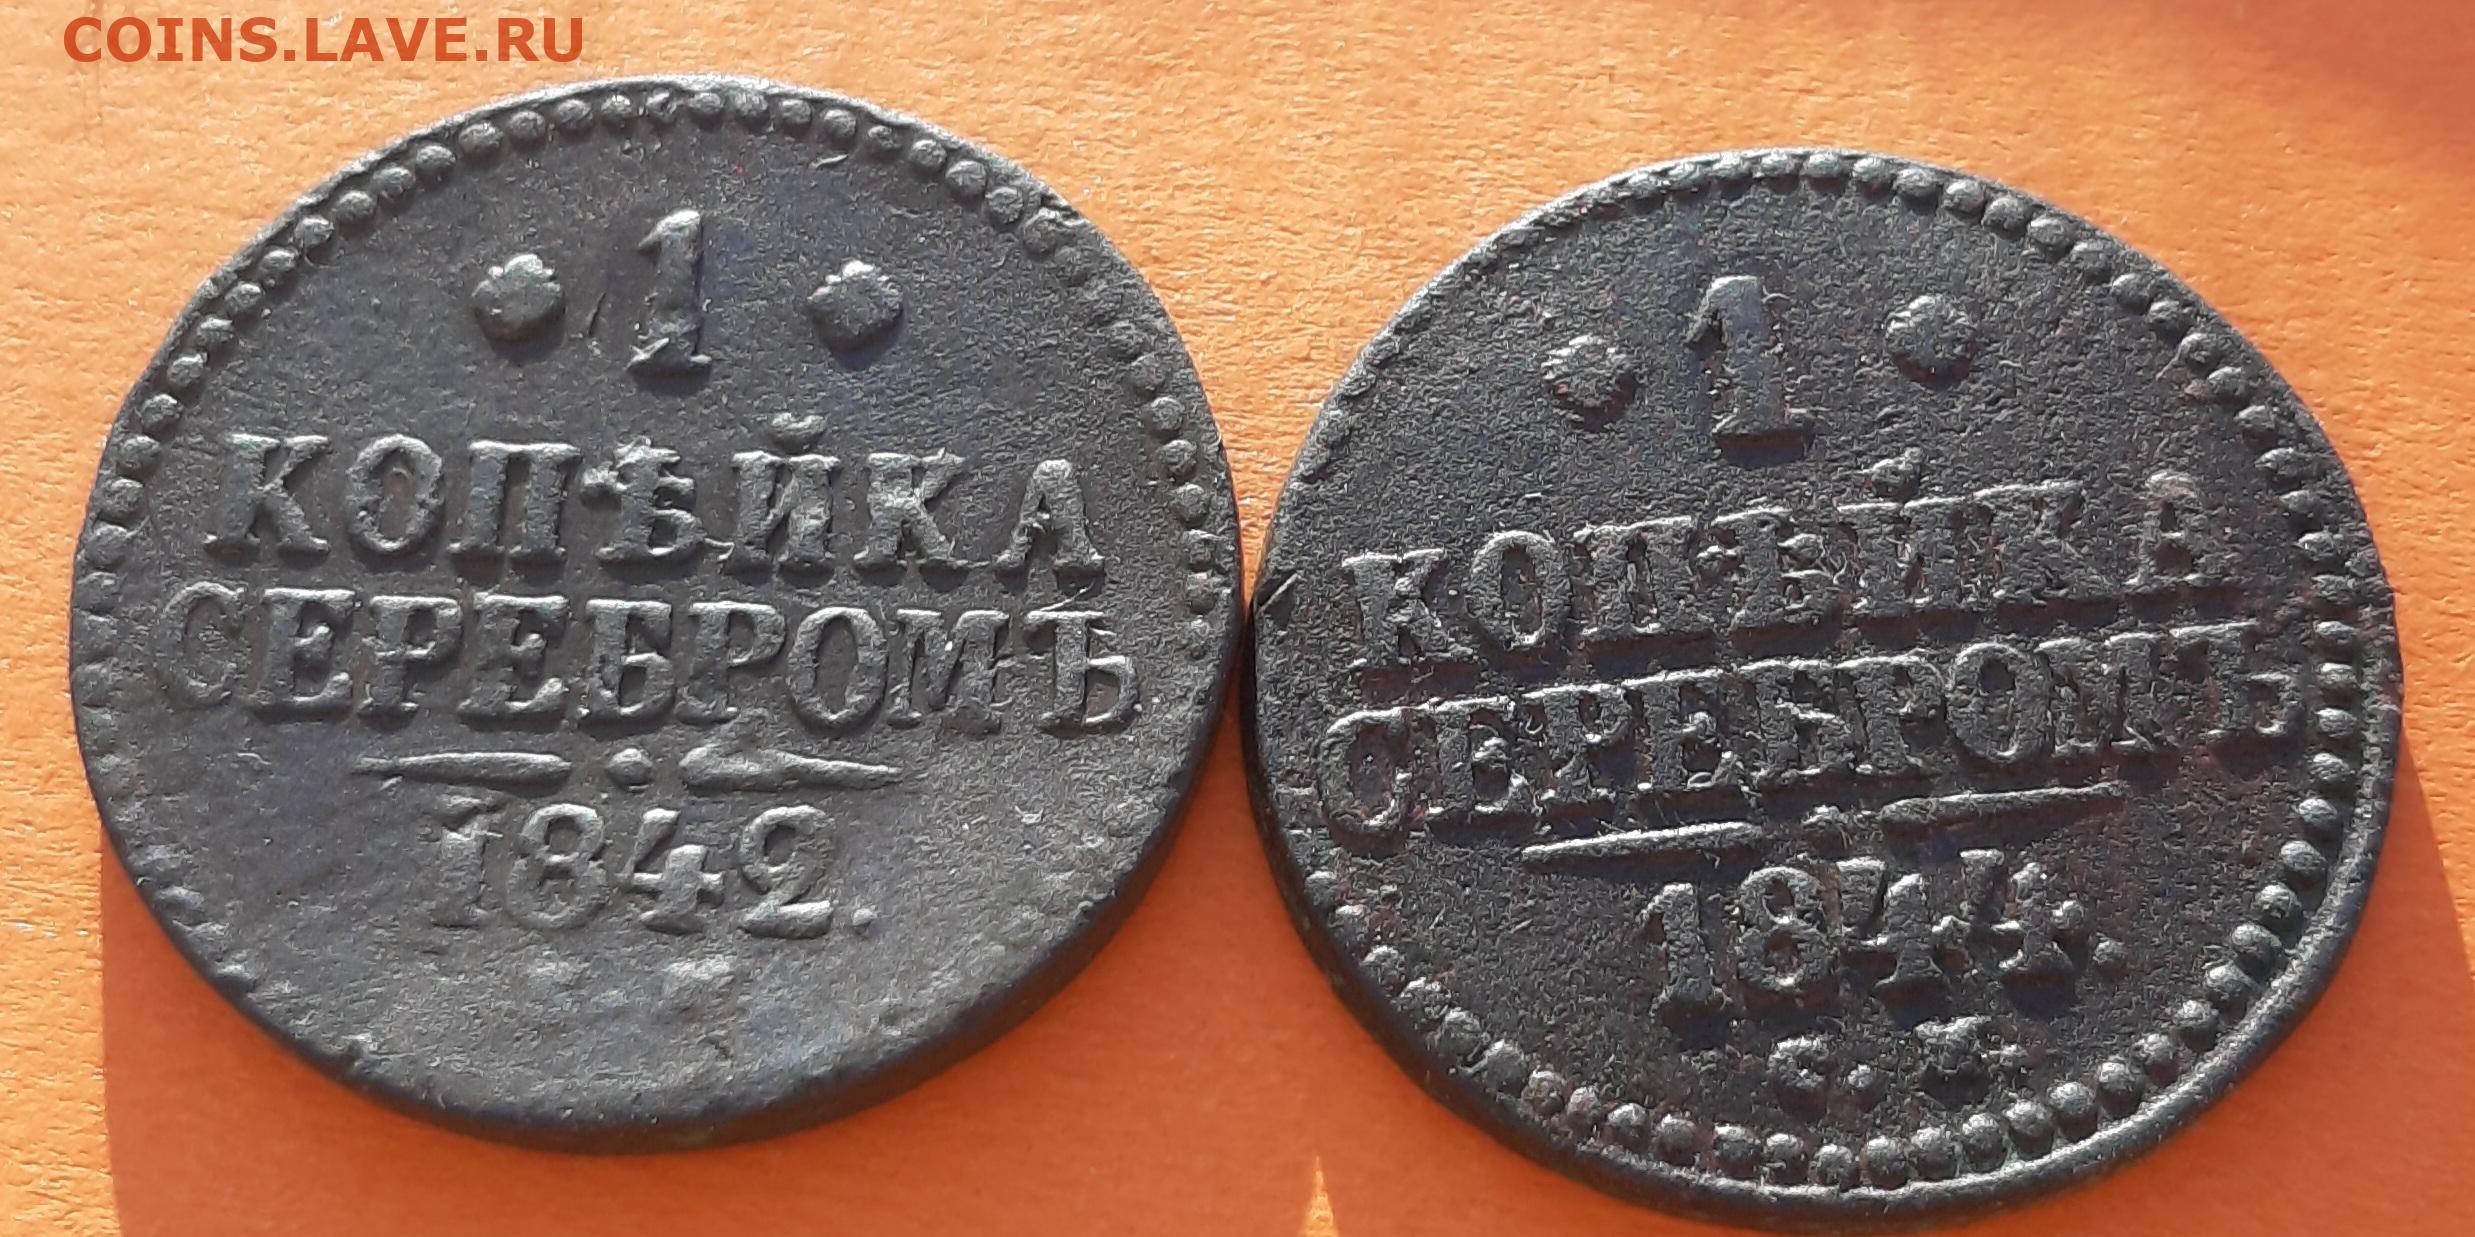 COINS.LAVE.RU
1
КОПѢЙКА
СЕРЕБРОМЪ
1842.
1
КОПѢЙКА
СЕРЕБРОМЪ
1844.